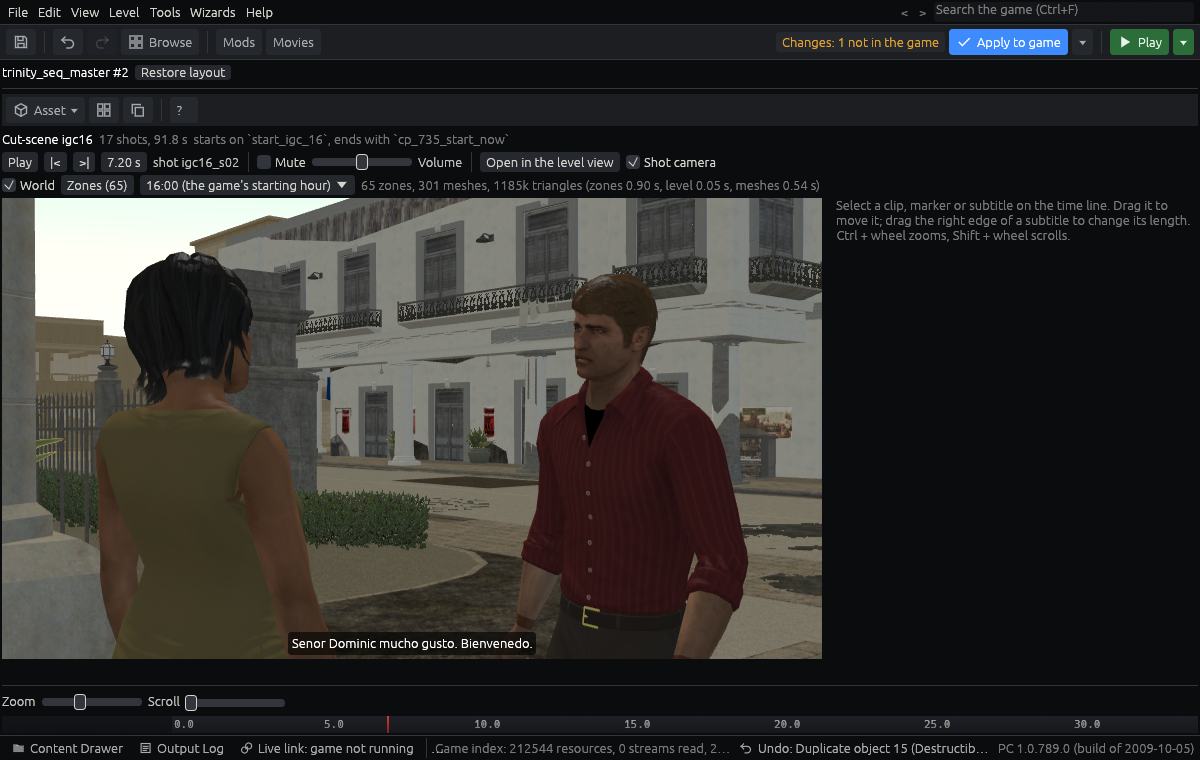 File Edit View Level Tools Wizards Help
< > Search the game (Ctrl+F)
Browse Mods Movies Changes: 1 not in the game Apply to game Play
trinity_seq_master #2 Restore layout
Asset ?
Cut-scene igc16 17 shots, 91.8 s starts on `start_igc_16`, ends with `cp_735_start_now`
Play |< >| 7.20 s shot igc16_s02 Mute Volume Open in the level view Shot camera
World Zones (65) 16:00 (the game's starting hour) 65 zones, 301 meshes, 1185k triangles (zones 0.90 s, level 0.05 s, meshes 0.54 s)
Select a clip, marker or subtitle on the time line. Drag it to
move it; drag the right edge of a subtitle to change its length.
Ctrl + wheel zooms, Shift + wheel scrolls.
Senor Dominic mucho gusto. Bienvenedo.
Zoom Scroll
0.0 5.0 10.0 15.0 20.0 25.0 30.0
Content Drawer Output Log Live link: game not running .Game index: 212544 resources, 0 streams read, 2... Undo: Duplicate object 15 (Destructib... PC 1.0.789.0 (build of 2009-10-05)